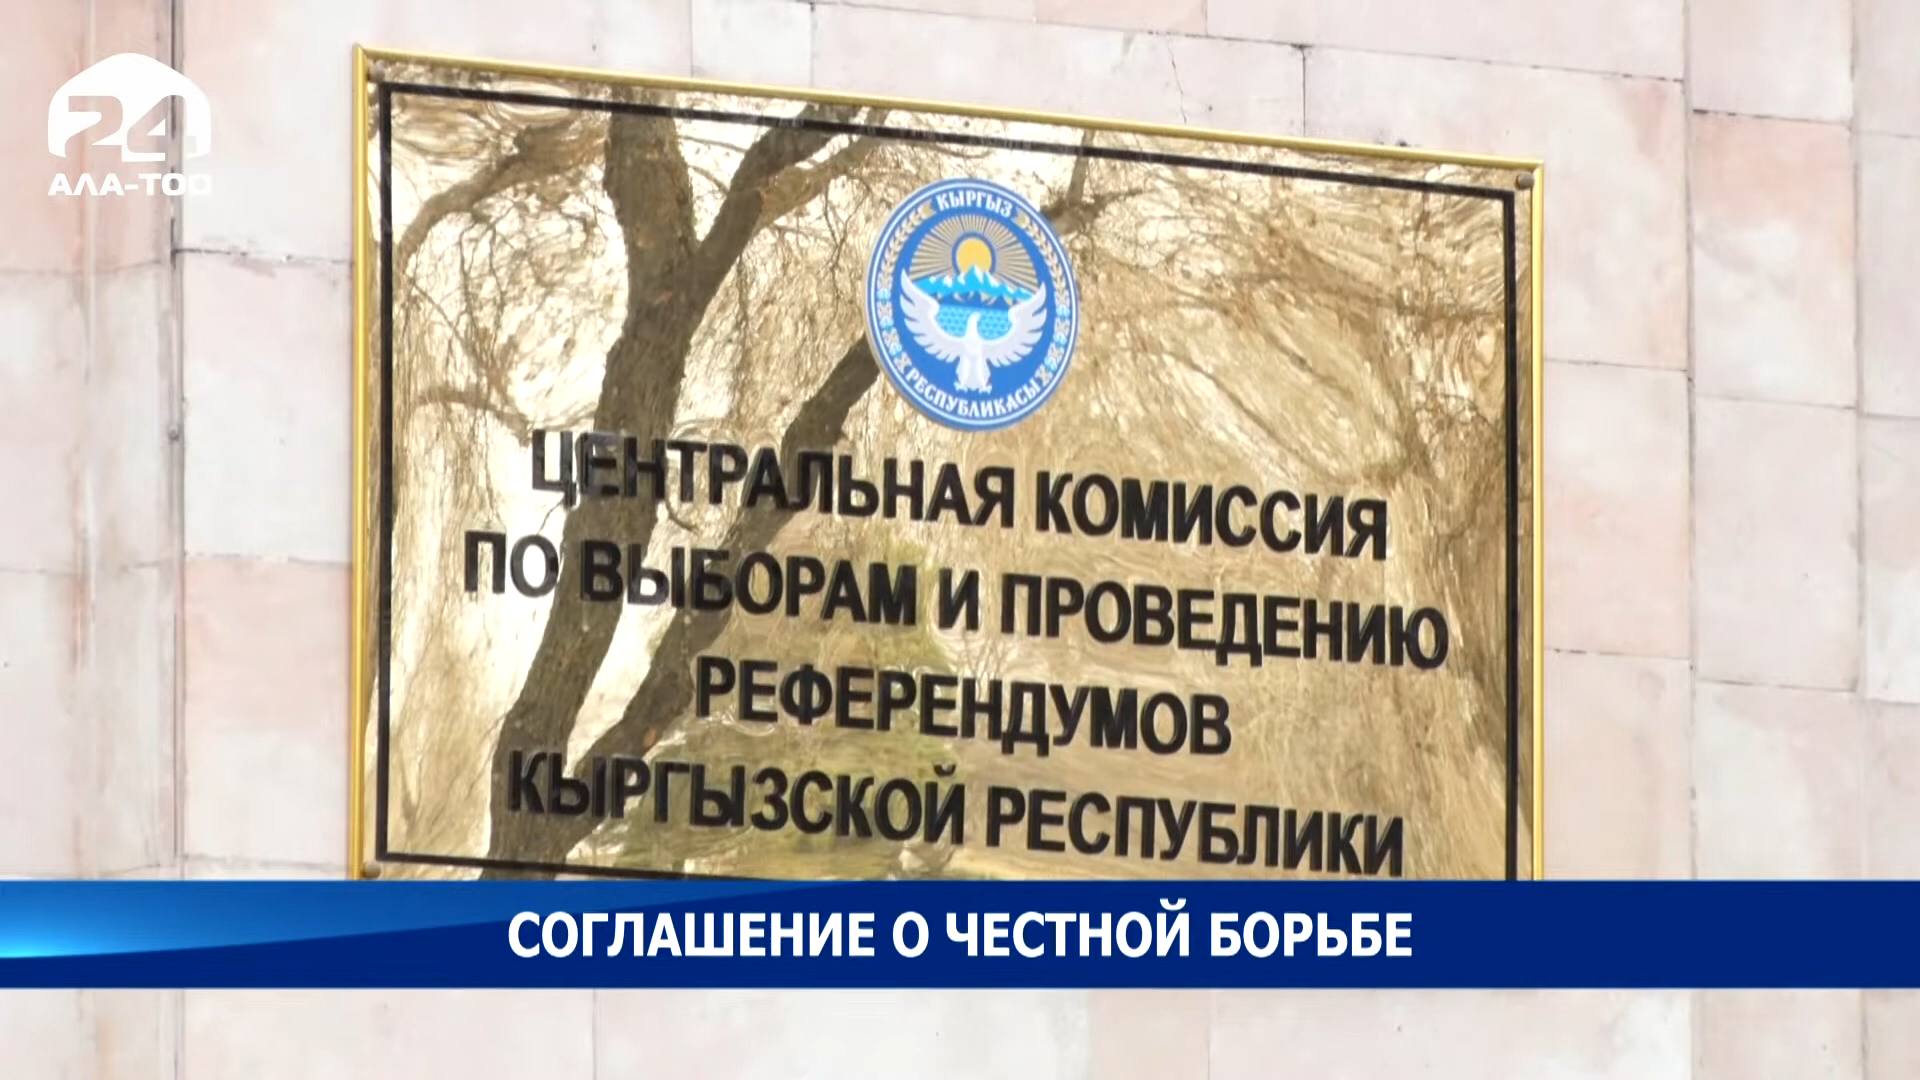 24
АЛА-ТОО
КЫРГЫЗ
РЕСПУБЛИКАСЫ
ЦЕНТРАЛЬНАЯ КОМИССИЯ
ПО ВЫБОРАМ И ПРОВЕДЕНИЮ
РЕФЕРЕНДУМОВ
КЫРГЫЗСКОЙ РЕСПУБЛИКИ
СОГЛАШЕНИЕ О ЧЕСТНОЙ БОРЬБЕ